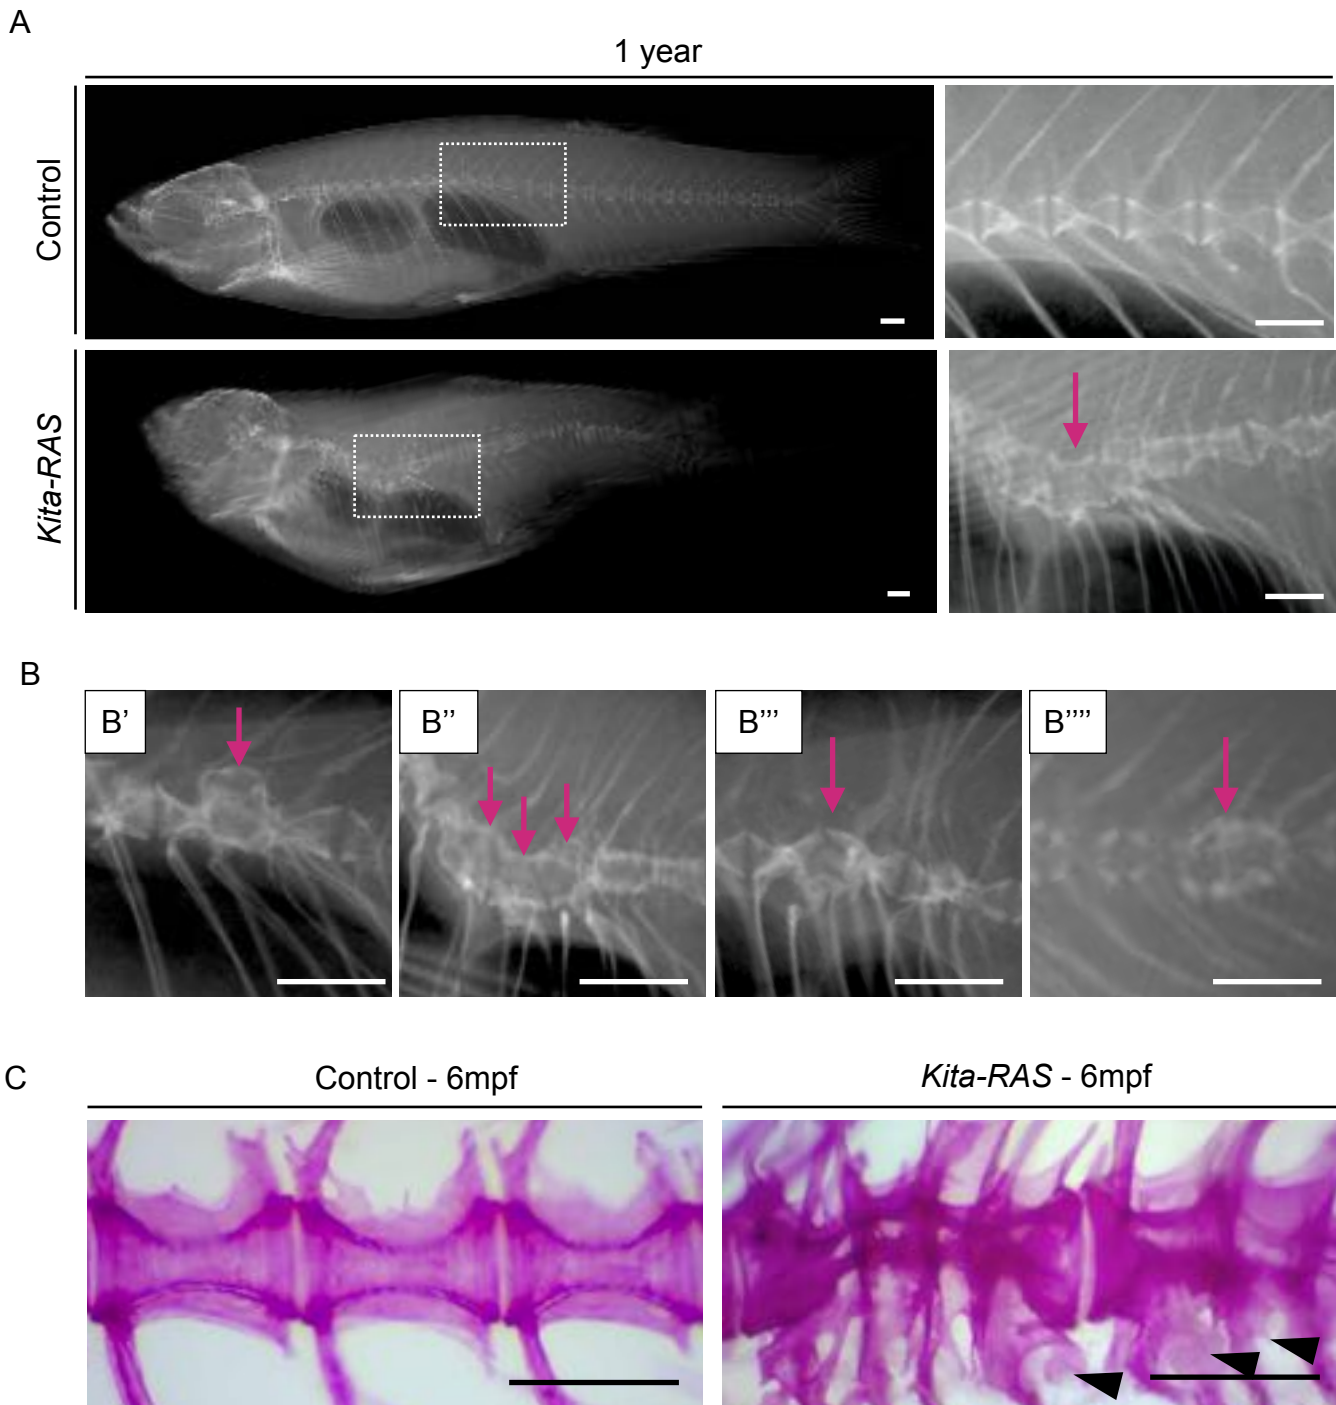 A
1 year
Control
Kita-RAS
B
B’
B’’
B’’’
B’’’’
C
Control - 6mpf
Kita-RAS - 6mpf